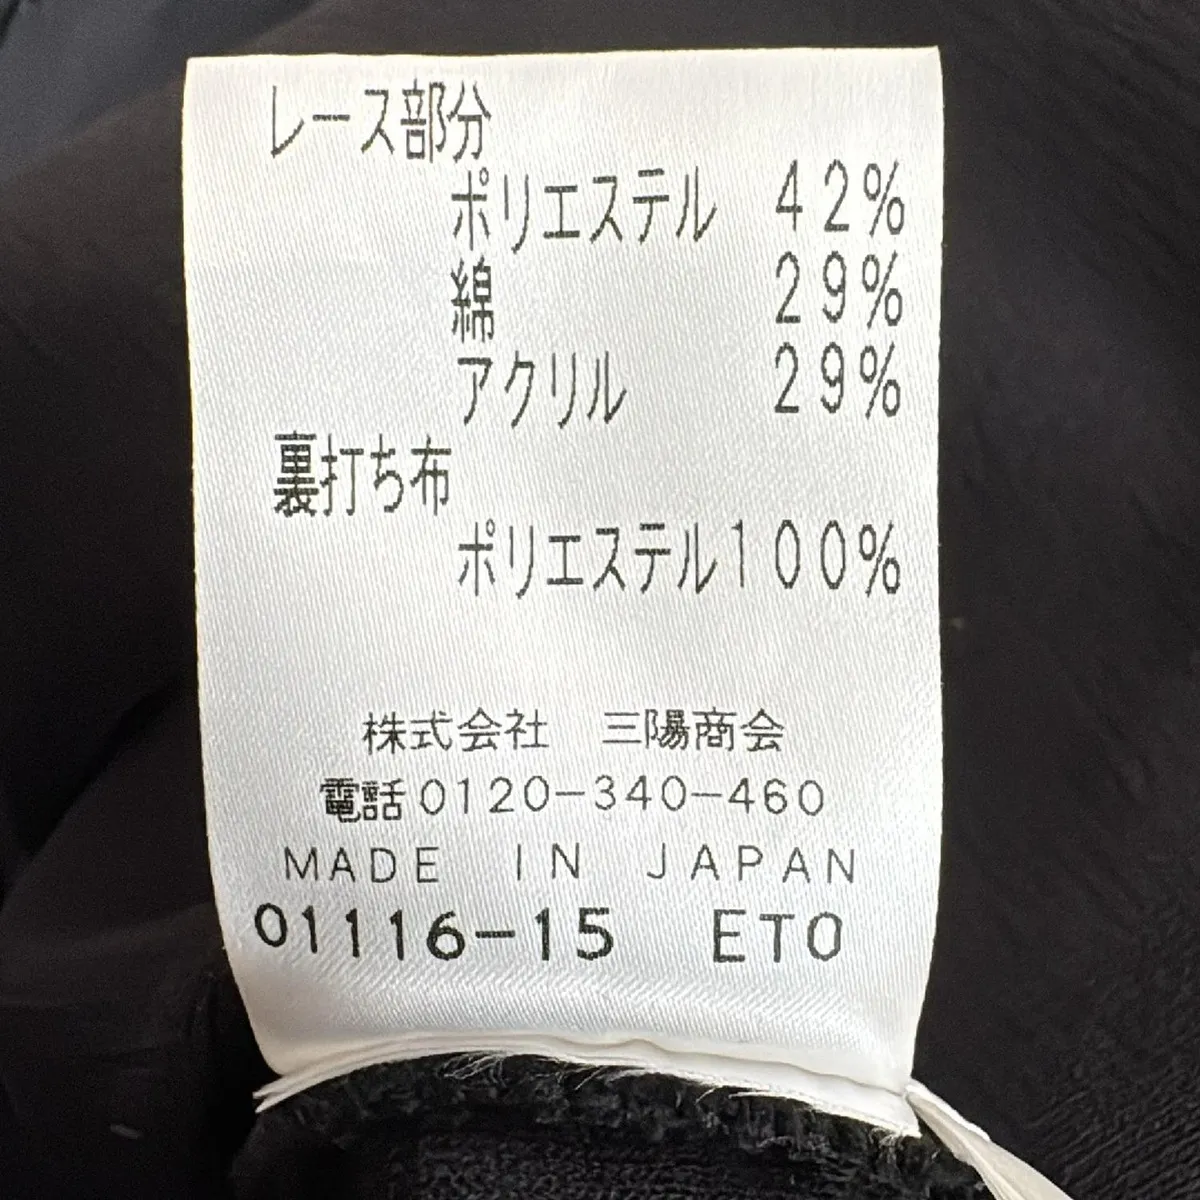 レース部分
ポリエステル 42%
綿 29%
アクリル 29%
裏打ち布
ポリエステル100%
株式会社 三陽商会
電話0120-340-460
MADE IN JAPAN
01116-15 ETO